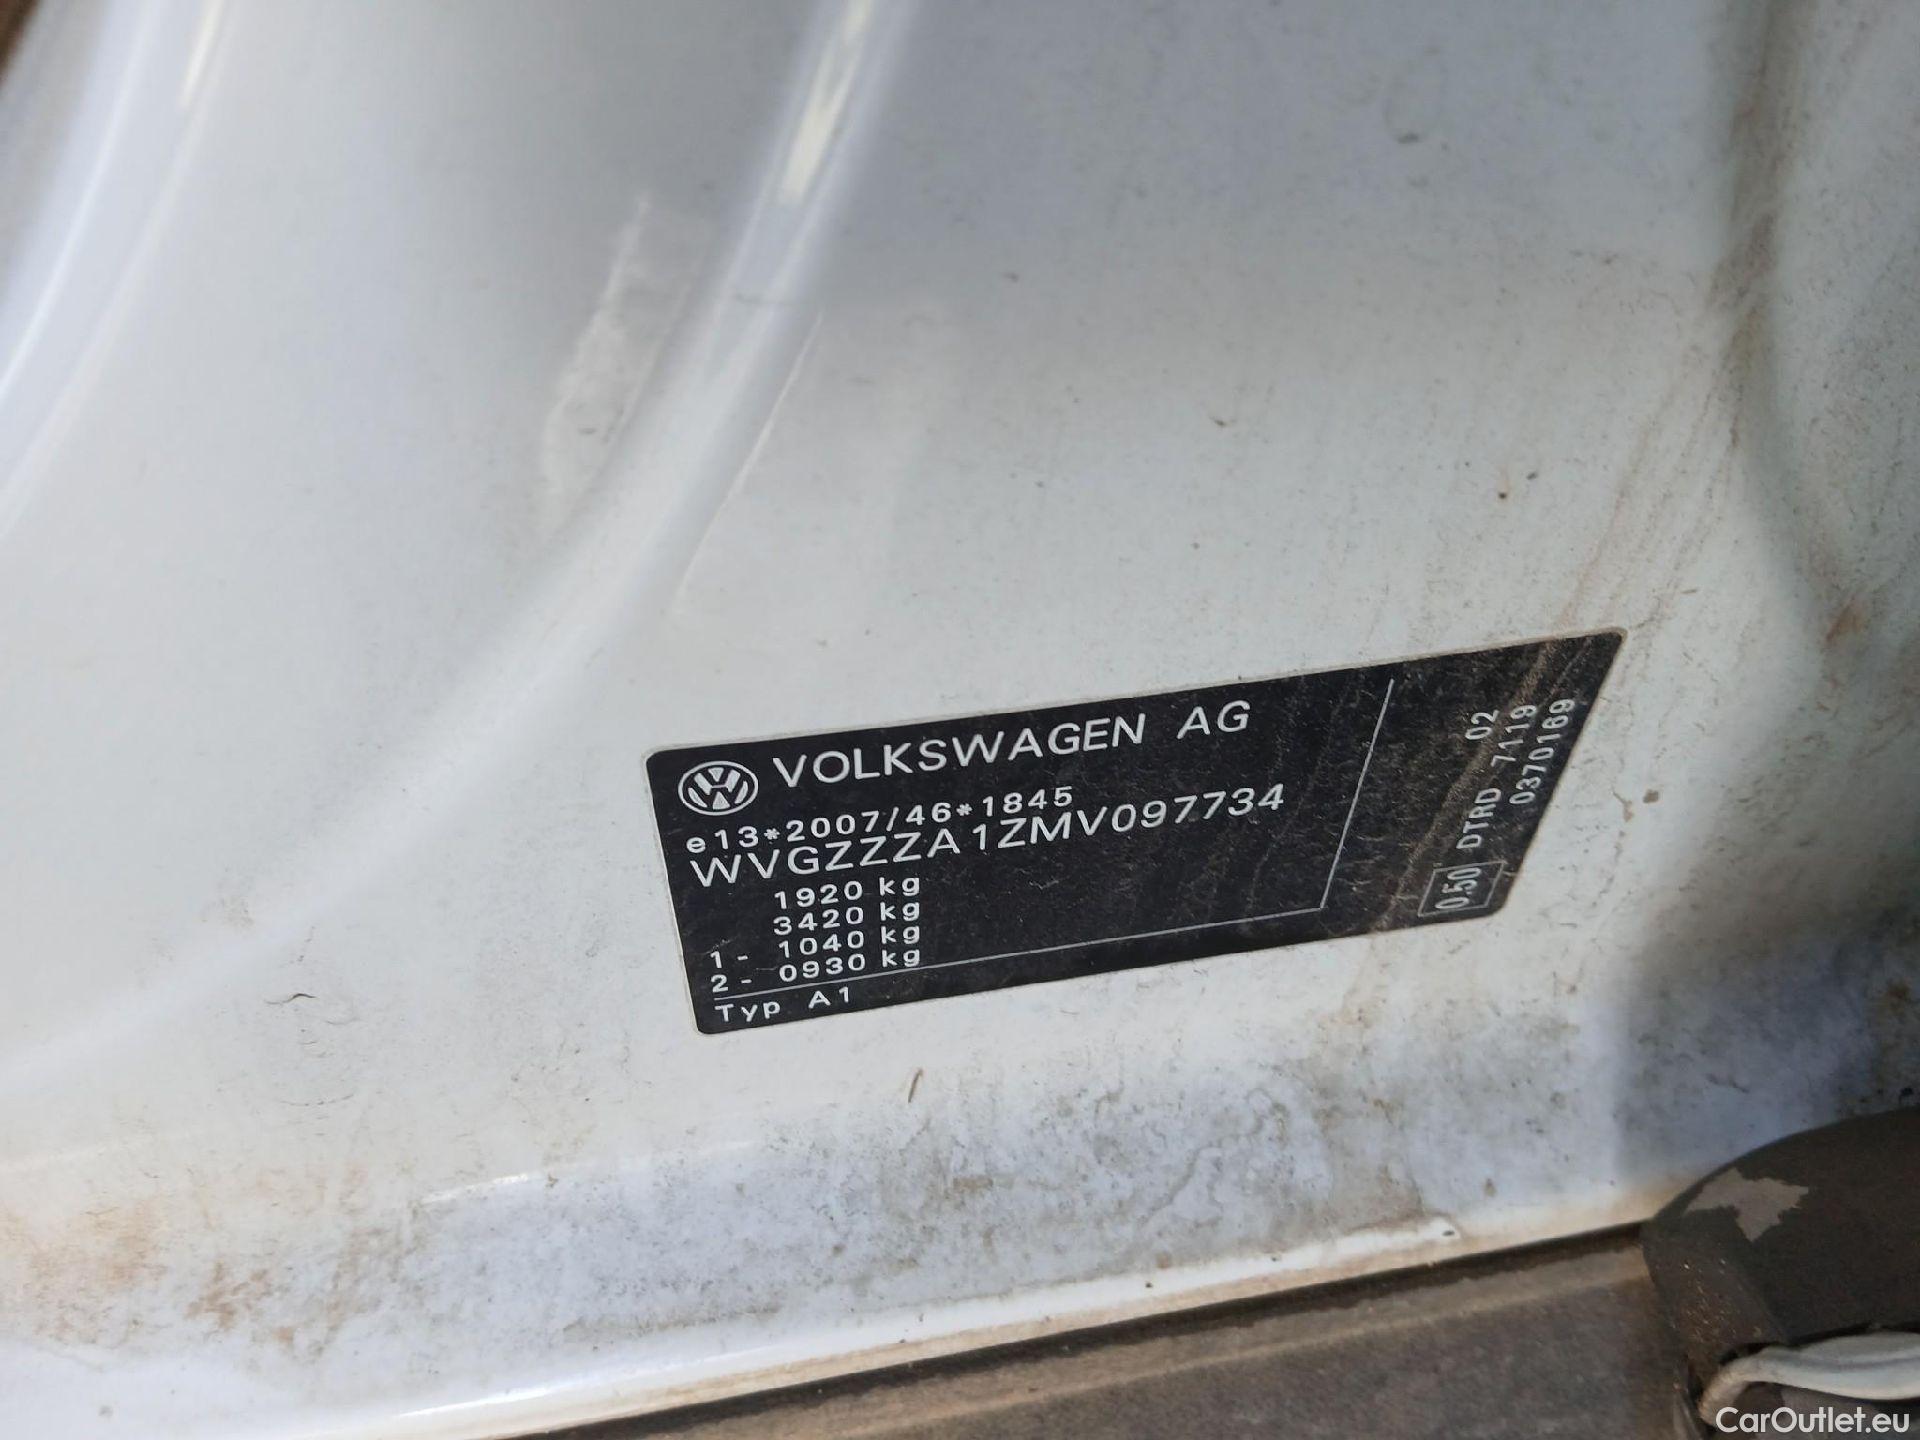 VOLKSWAGEN AG
e13*2007/46*1845
WVGZZZA1ZMV097734
1920 kg
3420 kg
1 - 1040 kg
2 - 0930 kg
Typ A1
02
0,50 DTRD 7119
0370169
CarOutlet.eu